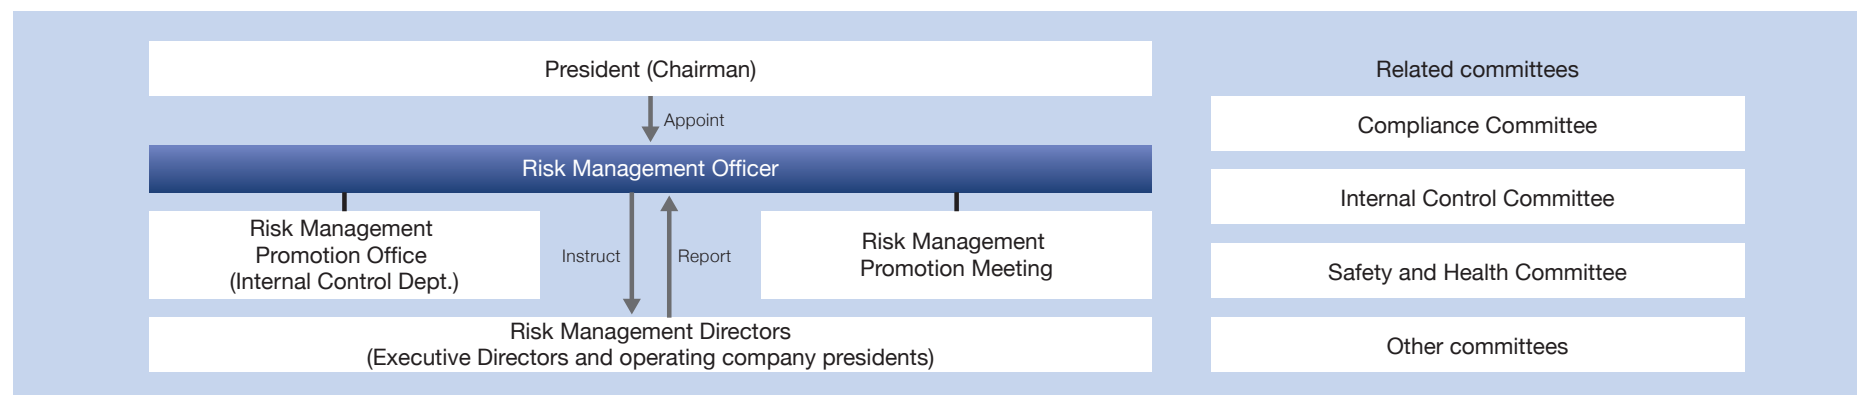 President (Chairman)
Appoint
Risk Management Officer
Risk Management
Promotion Office
(Internal Control Dept.)
Instruct
Report
Risk Management
Promotion Meeting
Risk Management Directors
(Executive Directors and operating company presidents)
Related committees
Compliance Committee
Internal Control Committee
Safety and Health Committee
Other committees